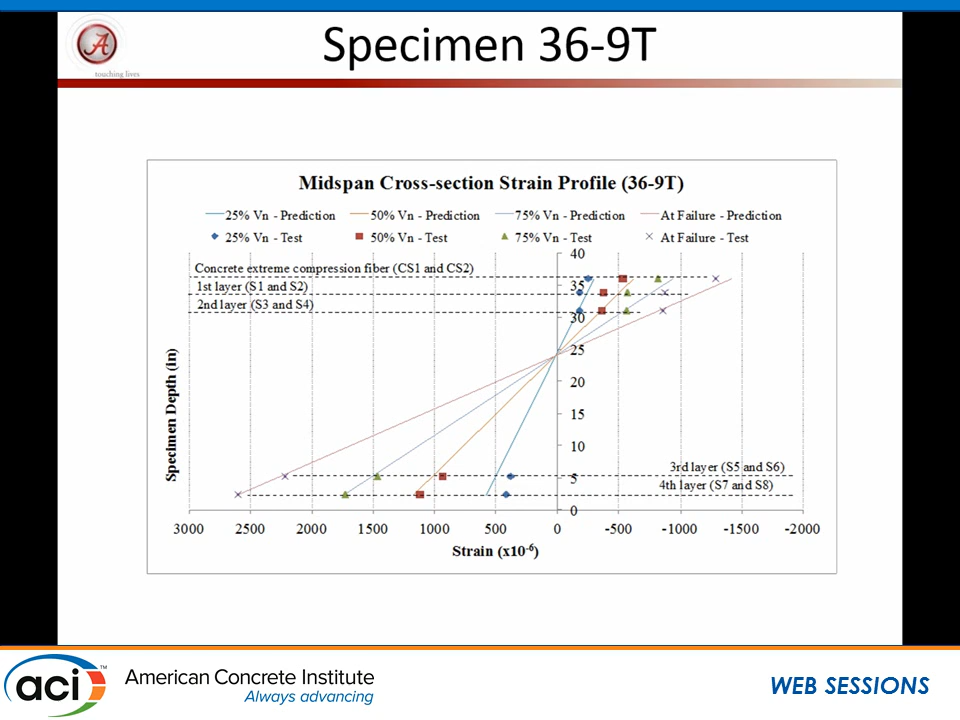 Specimen 36-9T
A
touching lives
Midspan Cross-section Strain Profile (36-9T)
25% Vn - Prediction 50% Vn - Prediction 75% Vn - Prediction At Failure - Prediction
25% Vn - Test 50% Vn - Test 75% Vn - Test At Failure - Test
40
Concrete extreme compression fiber (CS1 and CS2)
35
1st layer (S1 and S2)
2nd layer (S3 and S4)
30
25
20
15
10
3rd layer (S5 and S6)
5
4th layer (S7 and S8)
0
Specimen Depth (in)
3000 2500 2000 1500 1000 500 0 -500 -1000 -1500 -2000
Strain (x10-6)
aci™
American Concrete Institute
Always advancing
WEB SESSIONS